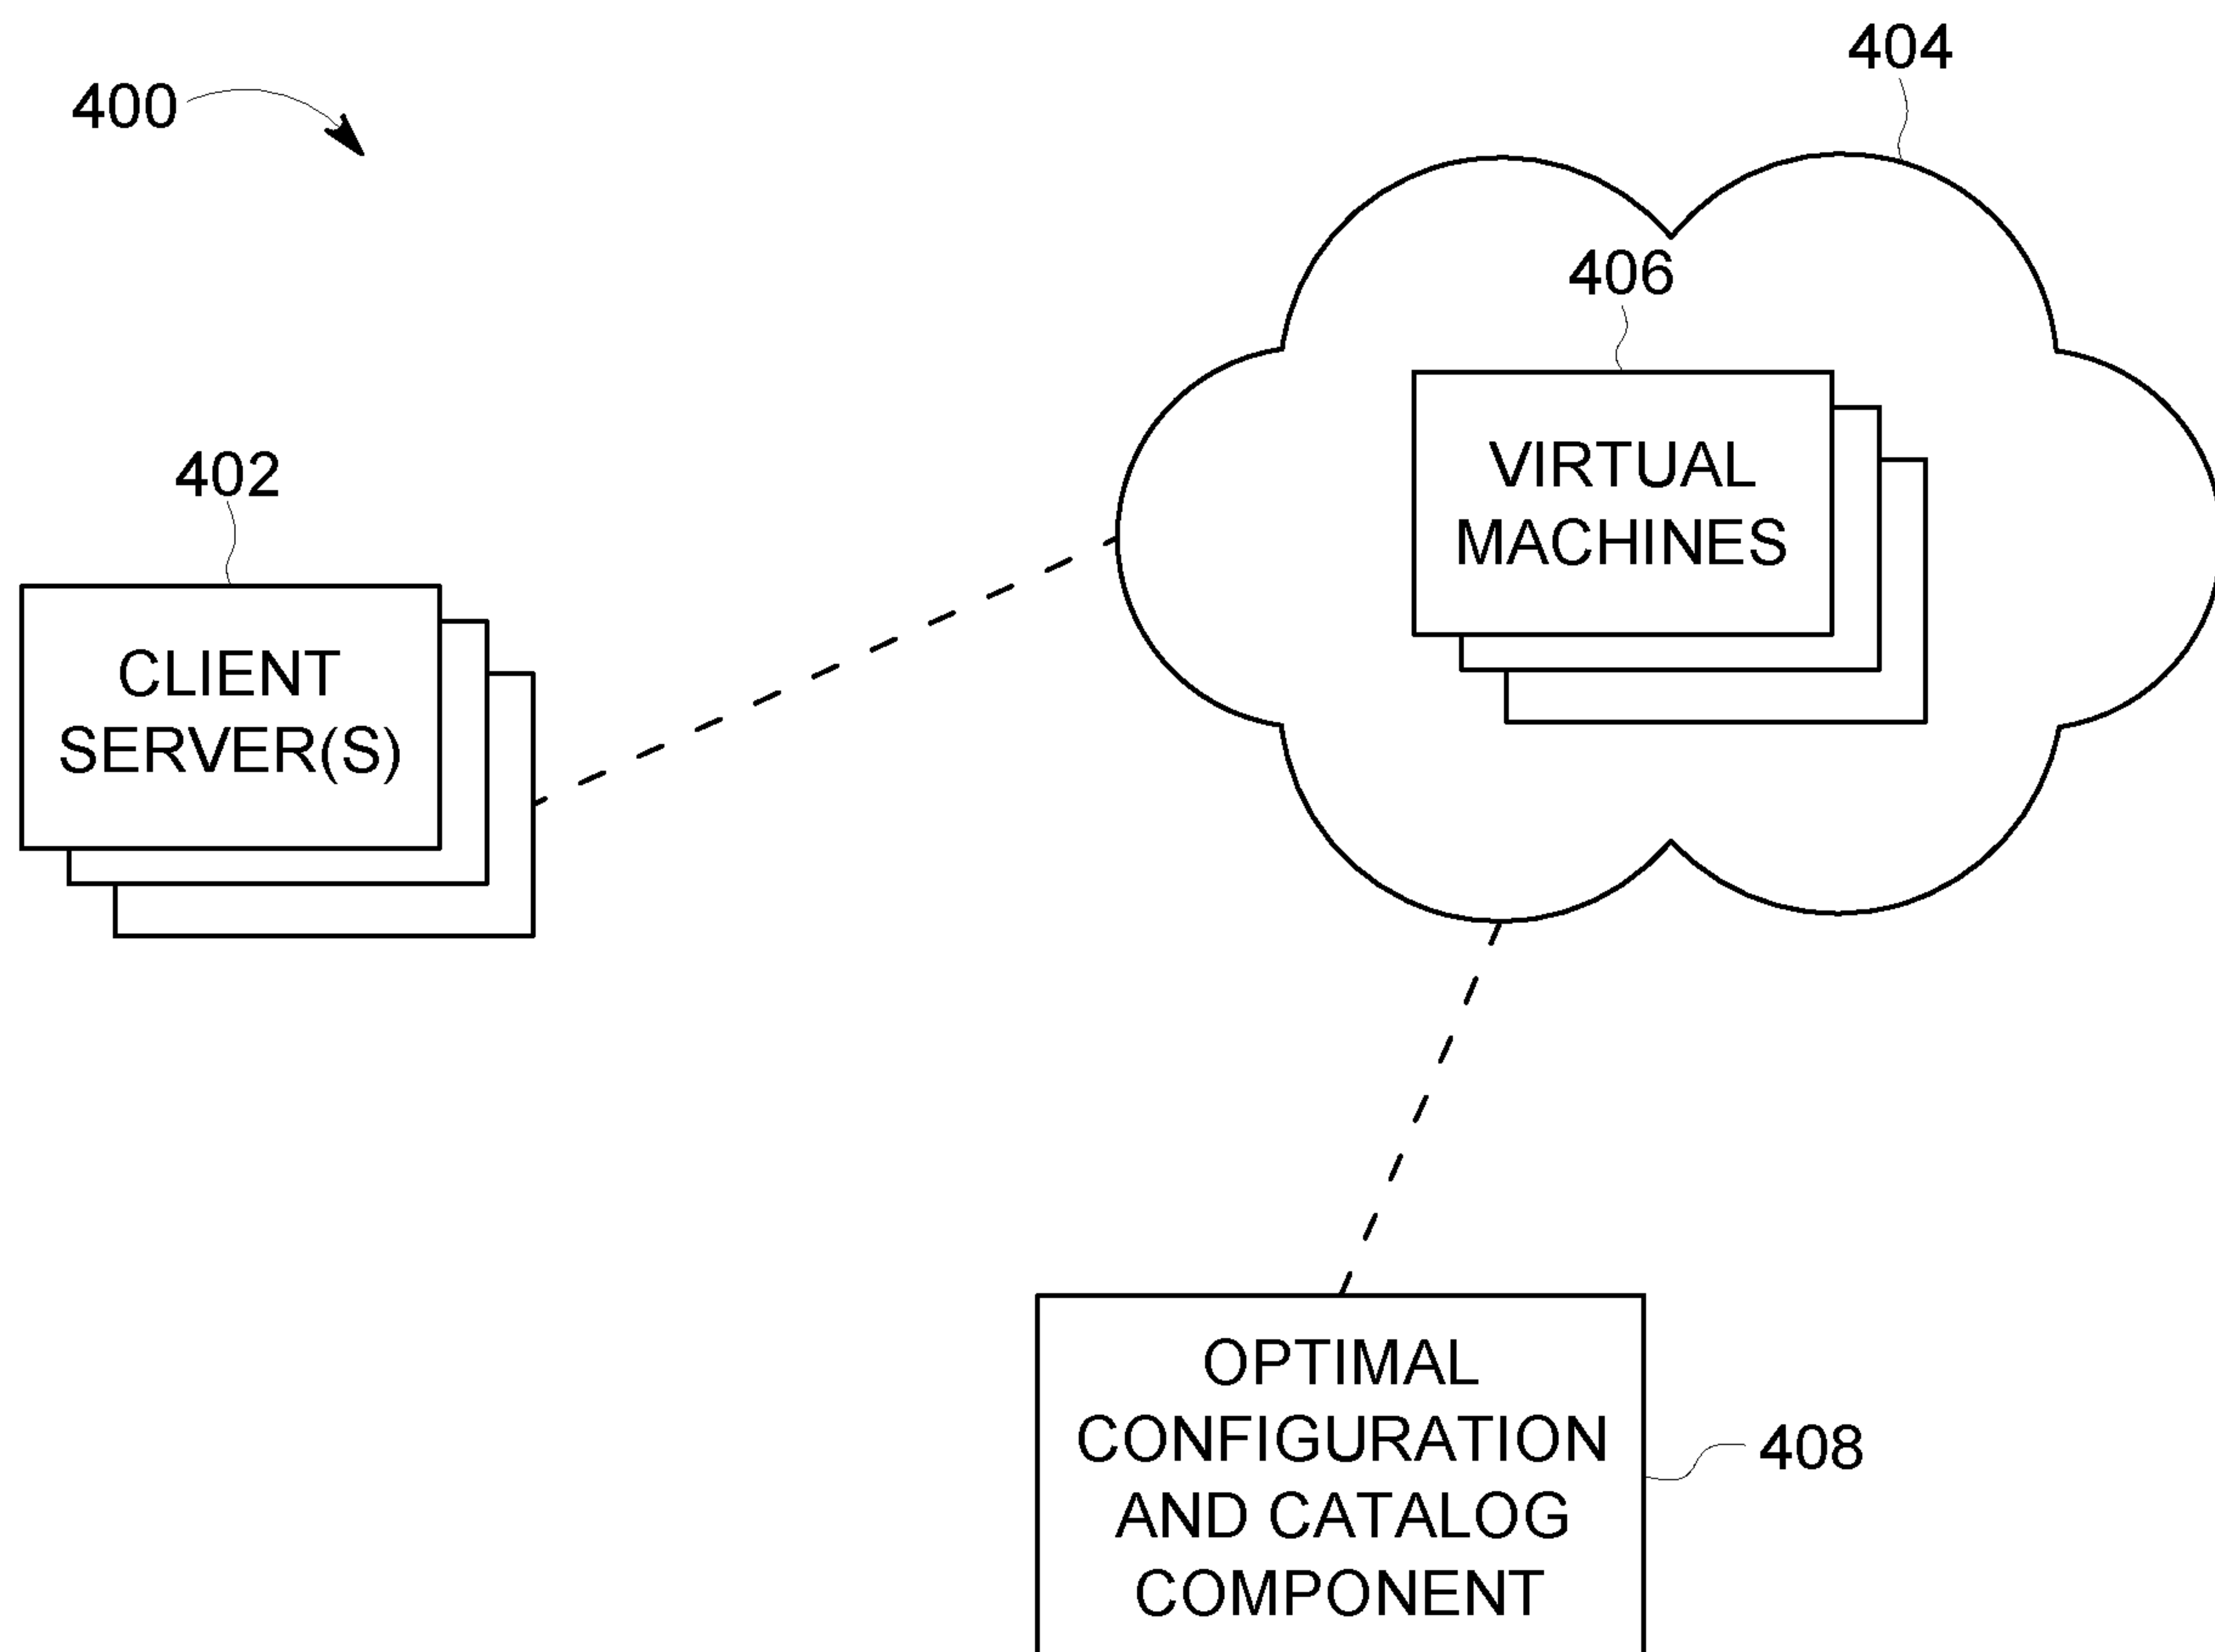 404
400
406
VIRTUAL
MACHINES
402
CLIENT
SERVER(S)
OPTIMAL
CONFIGURATION
AND CATALOG
COMPONENT
408